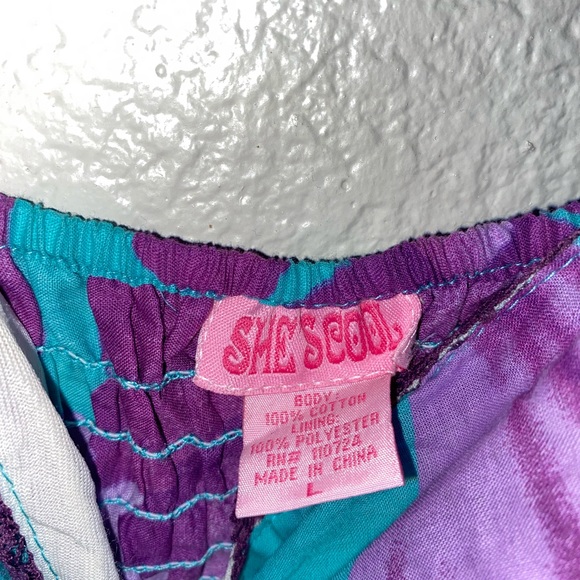 SHE'S COOL
BODY:
100% COTTON
LINING:
100% POLYESTER
RN# 110724
MADE IN CHINA
L